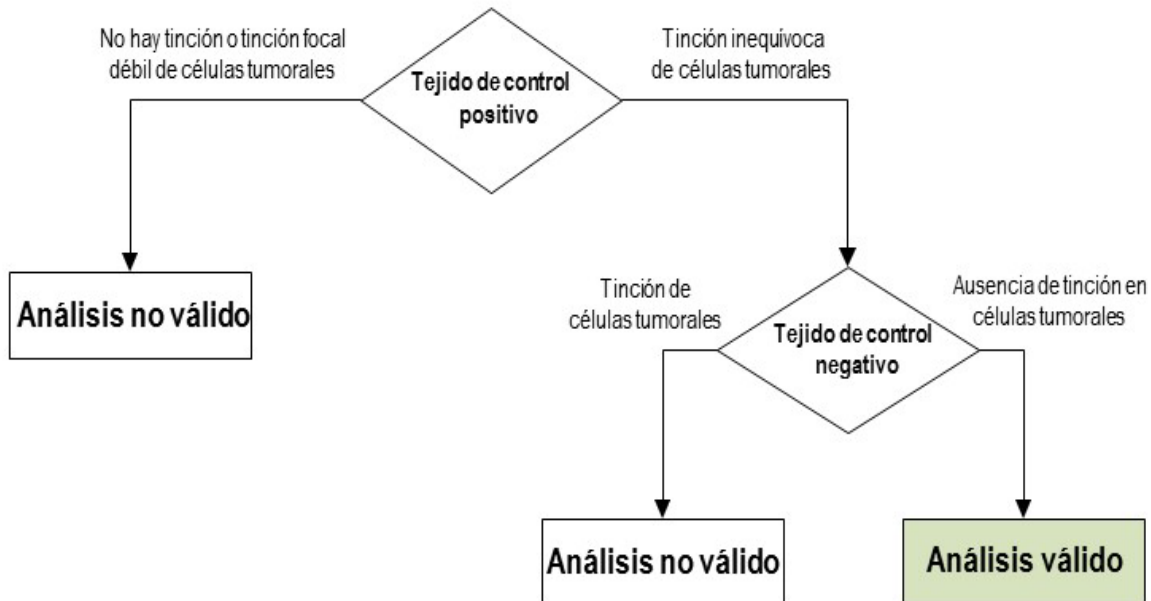 No hay tinción o tinción focal
débil de células tumorales
Tejido de control
positivo
Tinción inequívoca
de células tumorales
Análisis no válido
Tinción de
células tumorales
Tejido de control
negativo
Ausencia de tinción en
células tumorales
Análisis no válido
Análisis válido